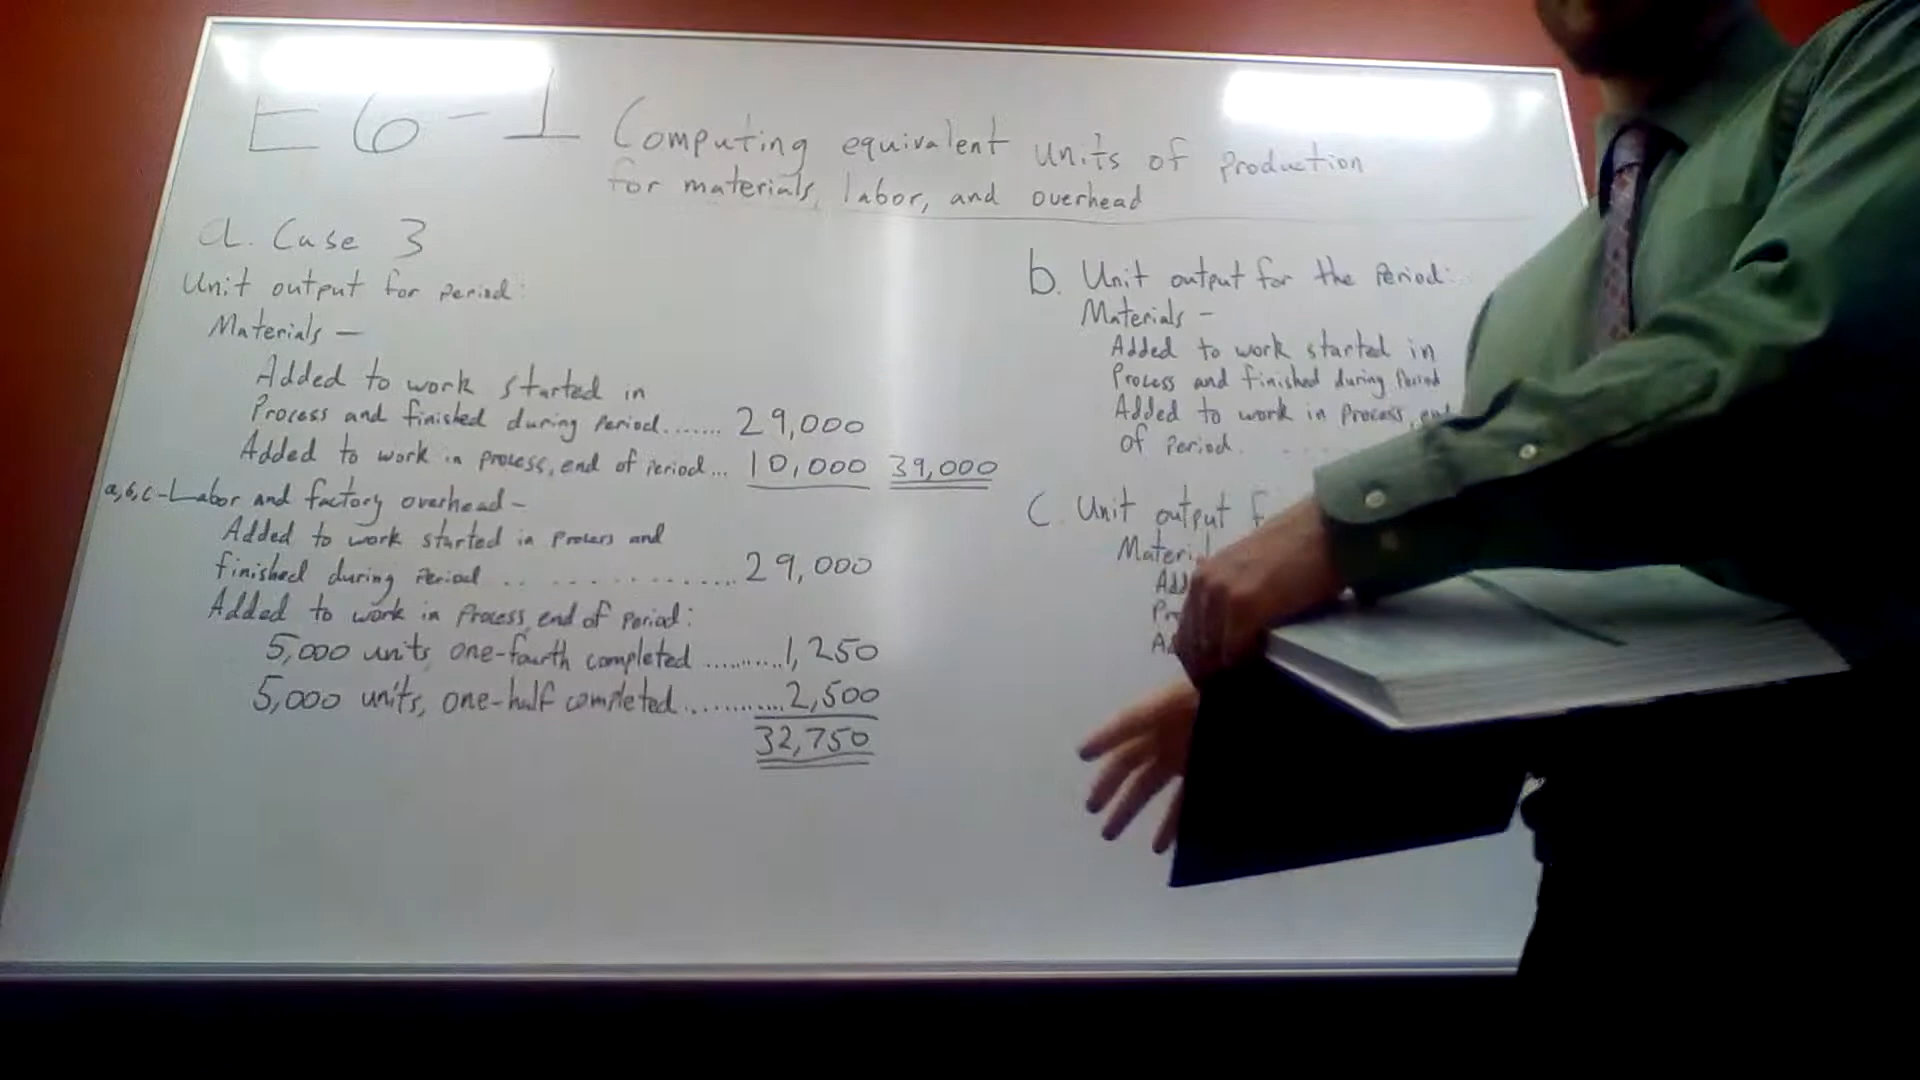 E6-1 Computing equivalent units of production
for materials, labor, and overhead
a. Case 3
Unit output for period:
Materials —
Added to work started in
Process and finished during Period....... 29,000
Added to work in process, end of Period... 10,000 39,000
a,b,c-Labor and factory overhead-
Added to work started in Process and
finished during Period .. ............ 29,000
Added to work in Process, end of Period:
5,000 units, one-fourth completed ...........1,250
5,000 units, one-half completed ............2,500
32,750
b. Unit output for the Period:
Materials -
Added to work started in
Process and finished during Period
Added to work in Process, end
of Period. . . . .
C. Unit output f
Materi
Add
Pr
A